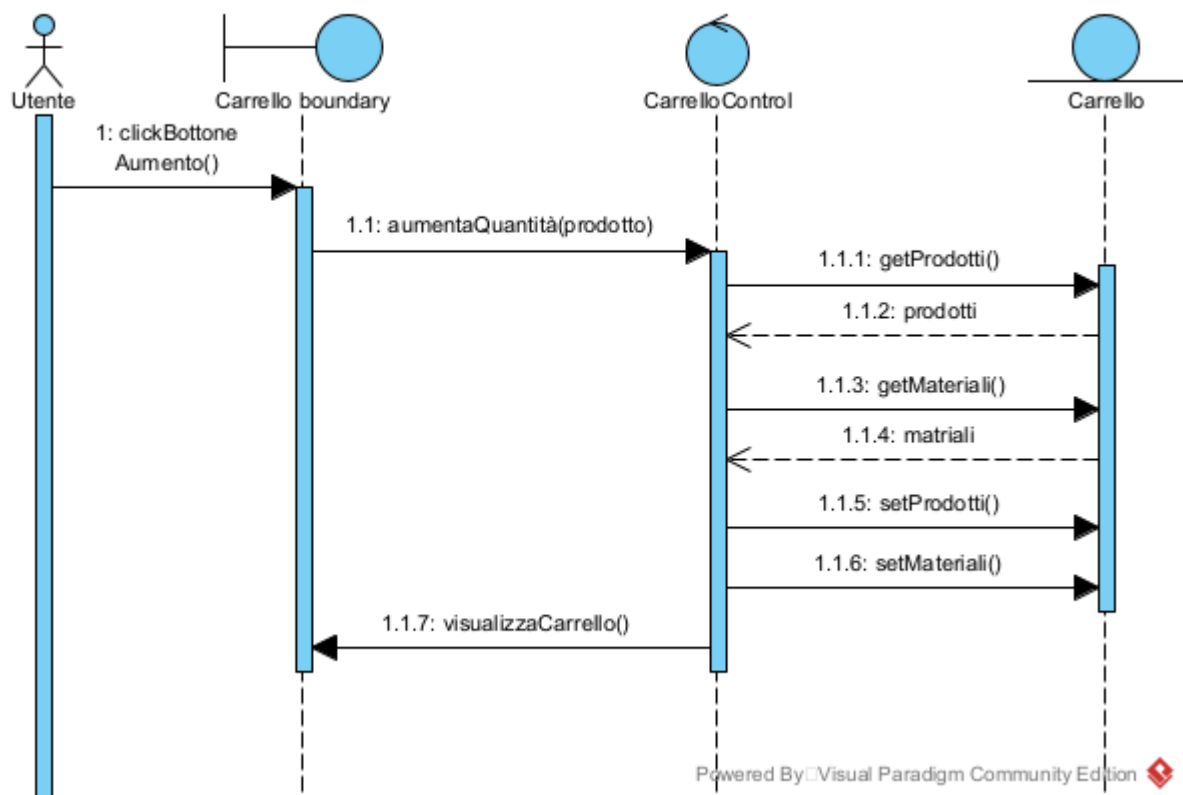 Utente
Carrello boundary
CarrelloControl
Carrello
1: clickBottone
Aumento()
1.1: aumentaQuantità(prodotto)
1.1.1: getProdotti()
1.1.2: prodotti
1.1.3: getMateriali()
1.1.4: matriali
1.1.5: setProdotti()
1.1.6: setMateriali()
1.1.7: visualizzaCarrello()
Powered By Visual Paradigm Community Edition